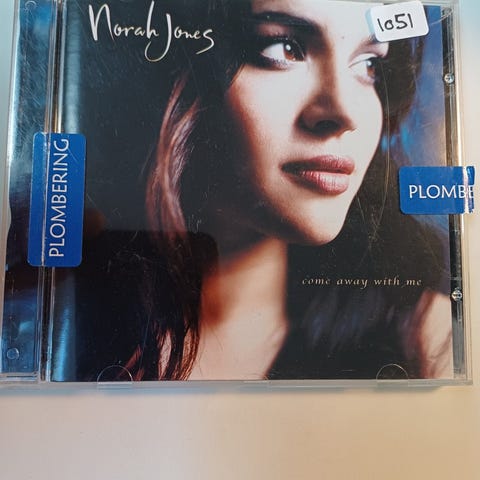 Norah Jones
1051
PLOMBERING
PLOMBE
come away with me